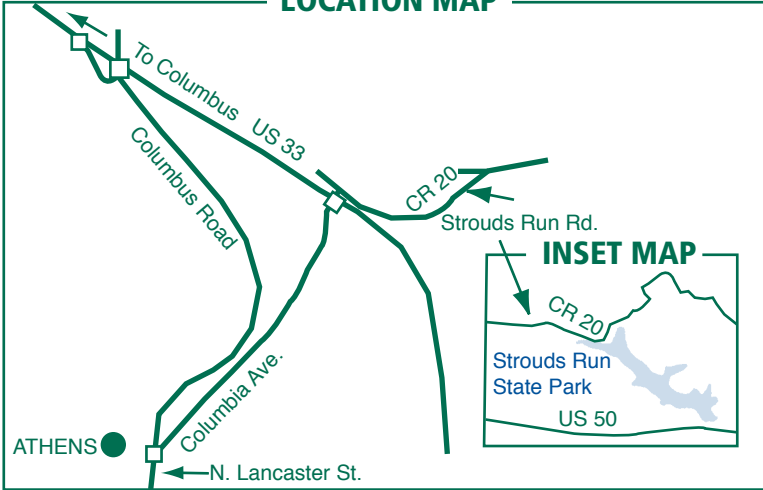 LOCATION MAP
To Columbus
US 33
Columbus Road
CR 20
Strouds Run Rd.
INSET MAP
CR 20
Strouds Run
State Park
US 50
Columbia Ave.
ATHENS
N. Lancaster St.